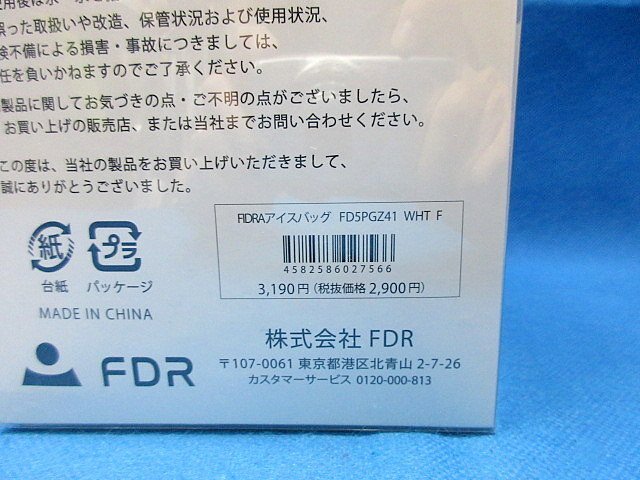 誤った取扱いや改造、保管状況および使用状況、
検不備による損害・事故につきましては、
任を負いかねますのでご了承ください。
製品に関してお気づきの点・ご不明の点がございましたら、
お買い上げの販売店、または当社までお問い合わせください。
この度は、当社の製品をお買い上げいただきまして、
誠にありがとうございました。
紙
プラ
台紙
パッケージ
MADE IN CHINA
FDR
FIDRAアイスバッグ FD5PGZ41 WHT F
4582586027566
3,190円(税抜価格2,900円)
株式会社 FDR
〒107-0061 東京都港区北青山 2-7-26
カスタマーサービス 0120-000-813